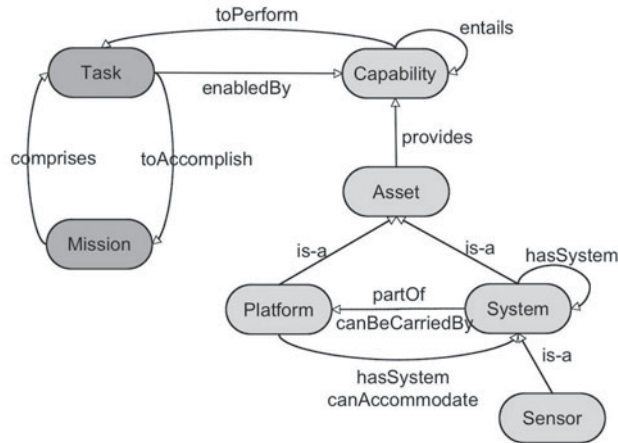 toPerform
entails
Task
Capability
enabledBy
provides
comprises
toAccomplish
Asset
Mission
is-a
is-a
hasSystem
Platform
partOf
canBeCarriedBy
System
hasSystem
canAccommodate
is-a
Sensor